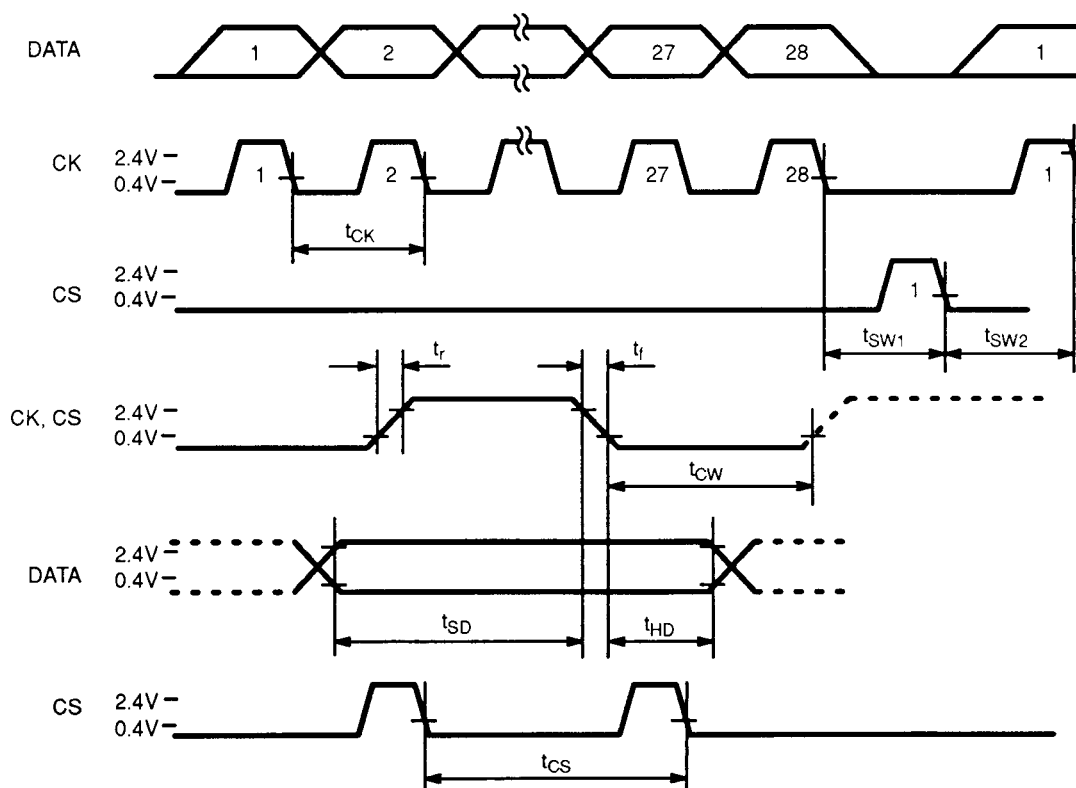 DATA 1 2 27 28 1
CK 2.4V 0.4V 1 2 27 28 1
tCK
CS 2.4V 0.4V 1
tSW1 tSW2
tr tf
CK, CS 2.4V 0.4V
tCW
DATA 2.4V 0.4V
tSD tHD
CS 2.4V 0.4V
tCS